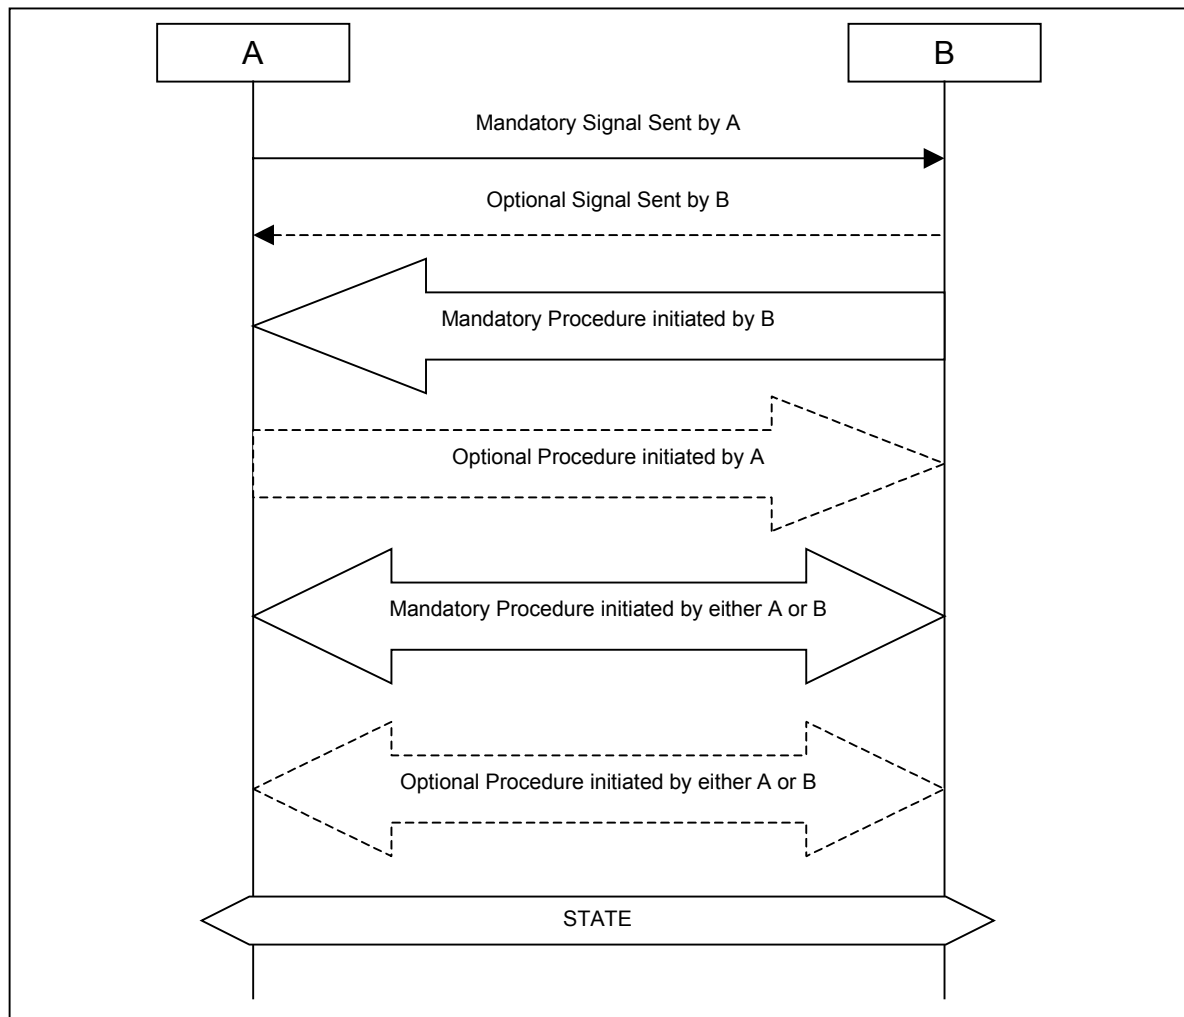 A
B
Mandatory Signal Sent by A
Optional Signal Sent by B
Mandatory Procedure initiated by B
Optional Procedure initiated by A
Mandatory Procedure initiated by either A or B
Optional Procedure initiated by either A or B
STATE